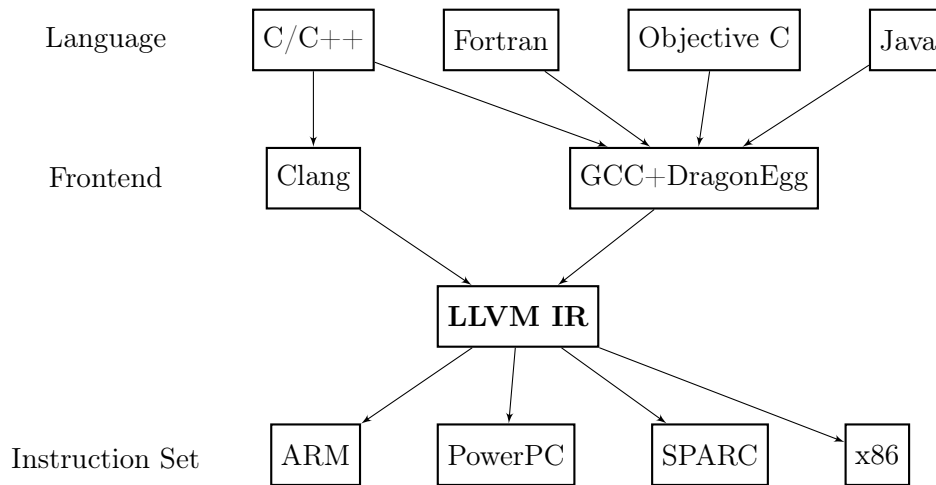 Language C/C++ Fortran Objective C Java
Frontend Clang GCC+DragonEgg
LLVM IR
Instruction Set ARM PowerPC SPARC x86